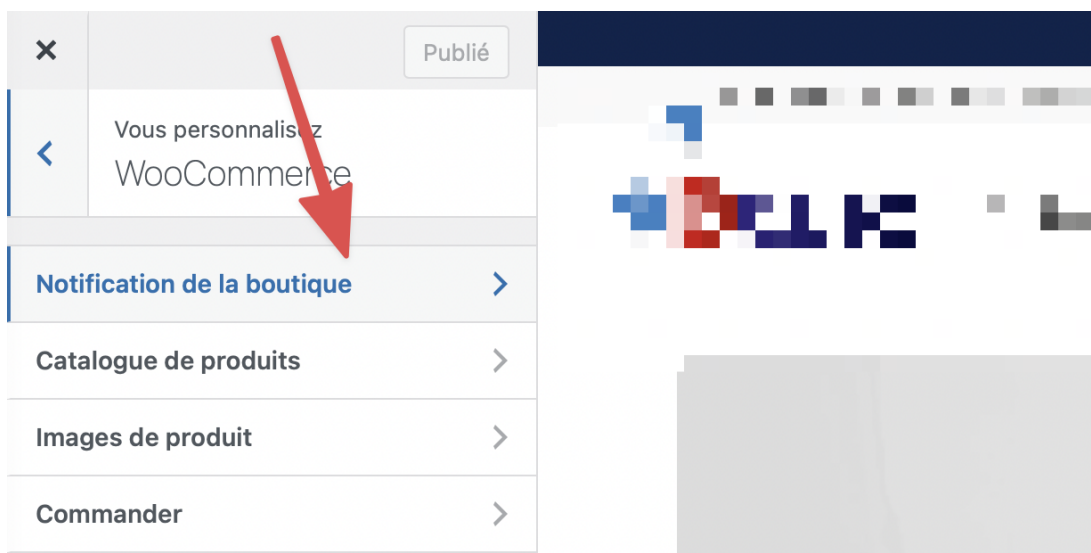 Publié
Vous personnalisez
WooCommerce
Notification de la boutique
Catalogue de produits
Images de produit
Commander